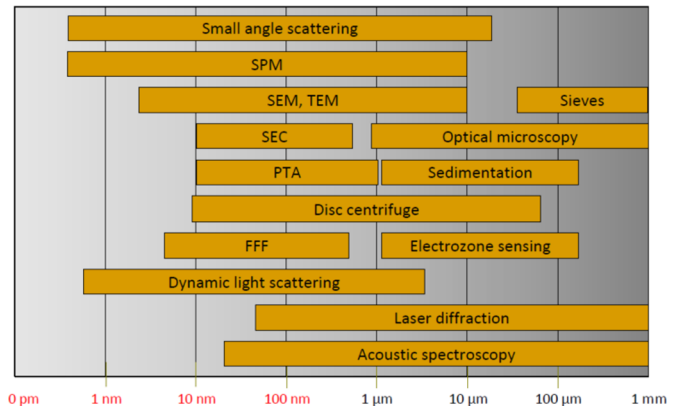 Small angle scattering
SPM
SEM, TEM
Sieves
SEC
Optical microscopy
PTA
Sedimentation
Disc centrifuge
FFF
Electrozone sensing
Dynamic light scattering
Laser diffraction
Acoustic spectroscopy
0 pm 1 nm 10 nm 100 nm 1 µm 10 µm 100 µm 1 mm